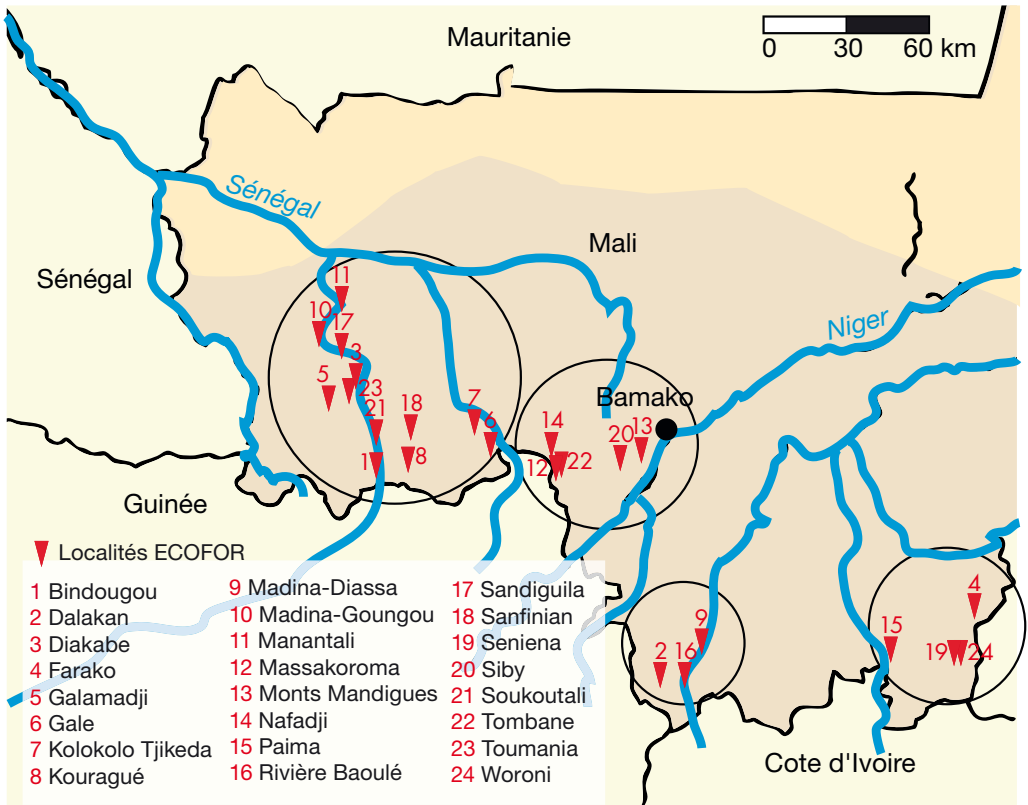 Mauritanie
0 30 60 km
Sénégal
Mali
Sénégal
Niger
11
10
17
3
5
23
7
18
21
6
14
Bamako
20
13
1
8
12
22
Guinée
4
9
15
2
16
19
24
Cote d'Ivoire
Localités ECOFOR
1 Bindougou
2 Dalakan
3 Diakabe
4 Farako
5 Galamadji
6 Gale
7 Kolokolo Tjikeda
8 Kouragué
9 Madina-Diassa
10 Madina-Goungou
11 Manantali
12 Massakoroma
13 Monts Mandigues
14 Nafadji
15 Paima
16 Rivière Baoulé
17 Sandiguila
18 Sanfinian
19 Seniena
20 Siby
21 Soukoutali
22 Tombane
23 Toumania
24 Woroni